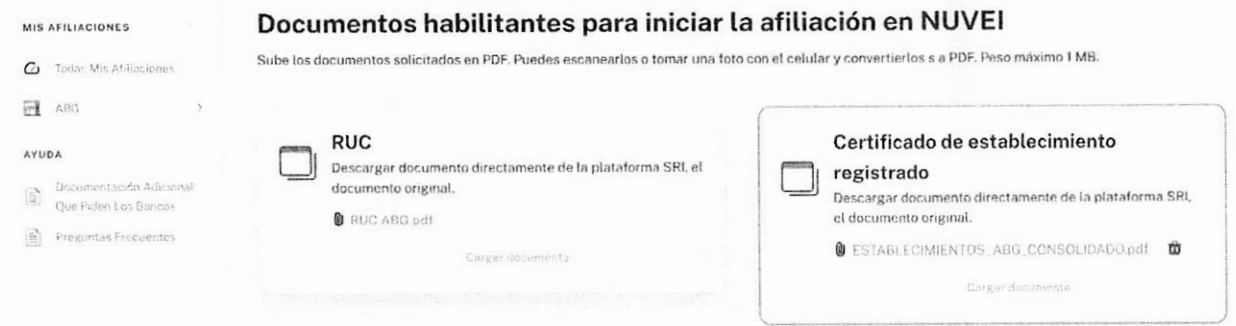 MIS AFILIACIONES
Todas Mis Afiliaciones
ABG
AYUDA
Documentación Adicional
Que Piden Los Bancos
Preguntas Frecuentes
Documentos habilitantes para iniciar la afiliación en NUVEI
Sube los documentos solicitados en PDF. Puedes escanearlos o tomar una foto con el celular y convertirlos s a PDF. Peso máximo 1 MB.
RUC
Descargar documento directamente de la plataforma SRI, el
documento original.
RUC ABG.pdf
Cargar documento
Certificado de establecimiento
registrado
Descargar documento directamente de la plataforma SRI,
el documento original.
ESTABLECIMIENTOS_ABG_CONSOLIDADO.pdf
Cargar documento